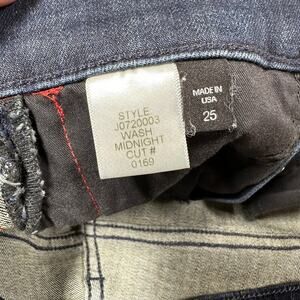 STYLE
J0720003
WASH
MIDNIGHT
CUT #
0169
MADE IN
USA
25